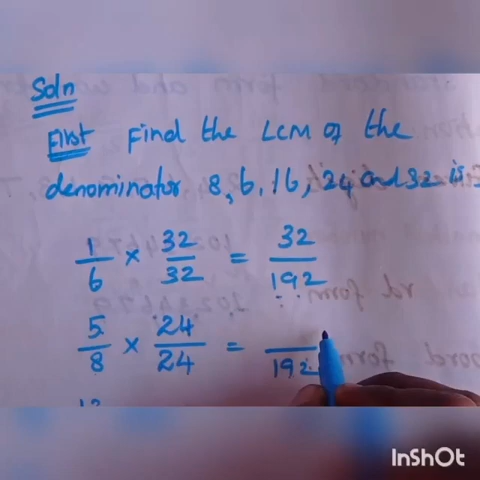 Soln
First Find the LCM of the
denominator 8, 6, 16, 24 and 32 is
1/6 × 32/32 = 32/192
5/8 × 24/24 = /192
InShOt